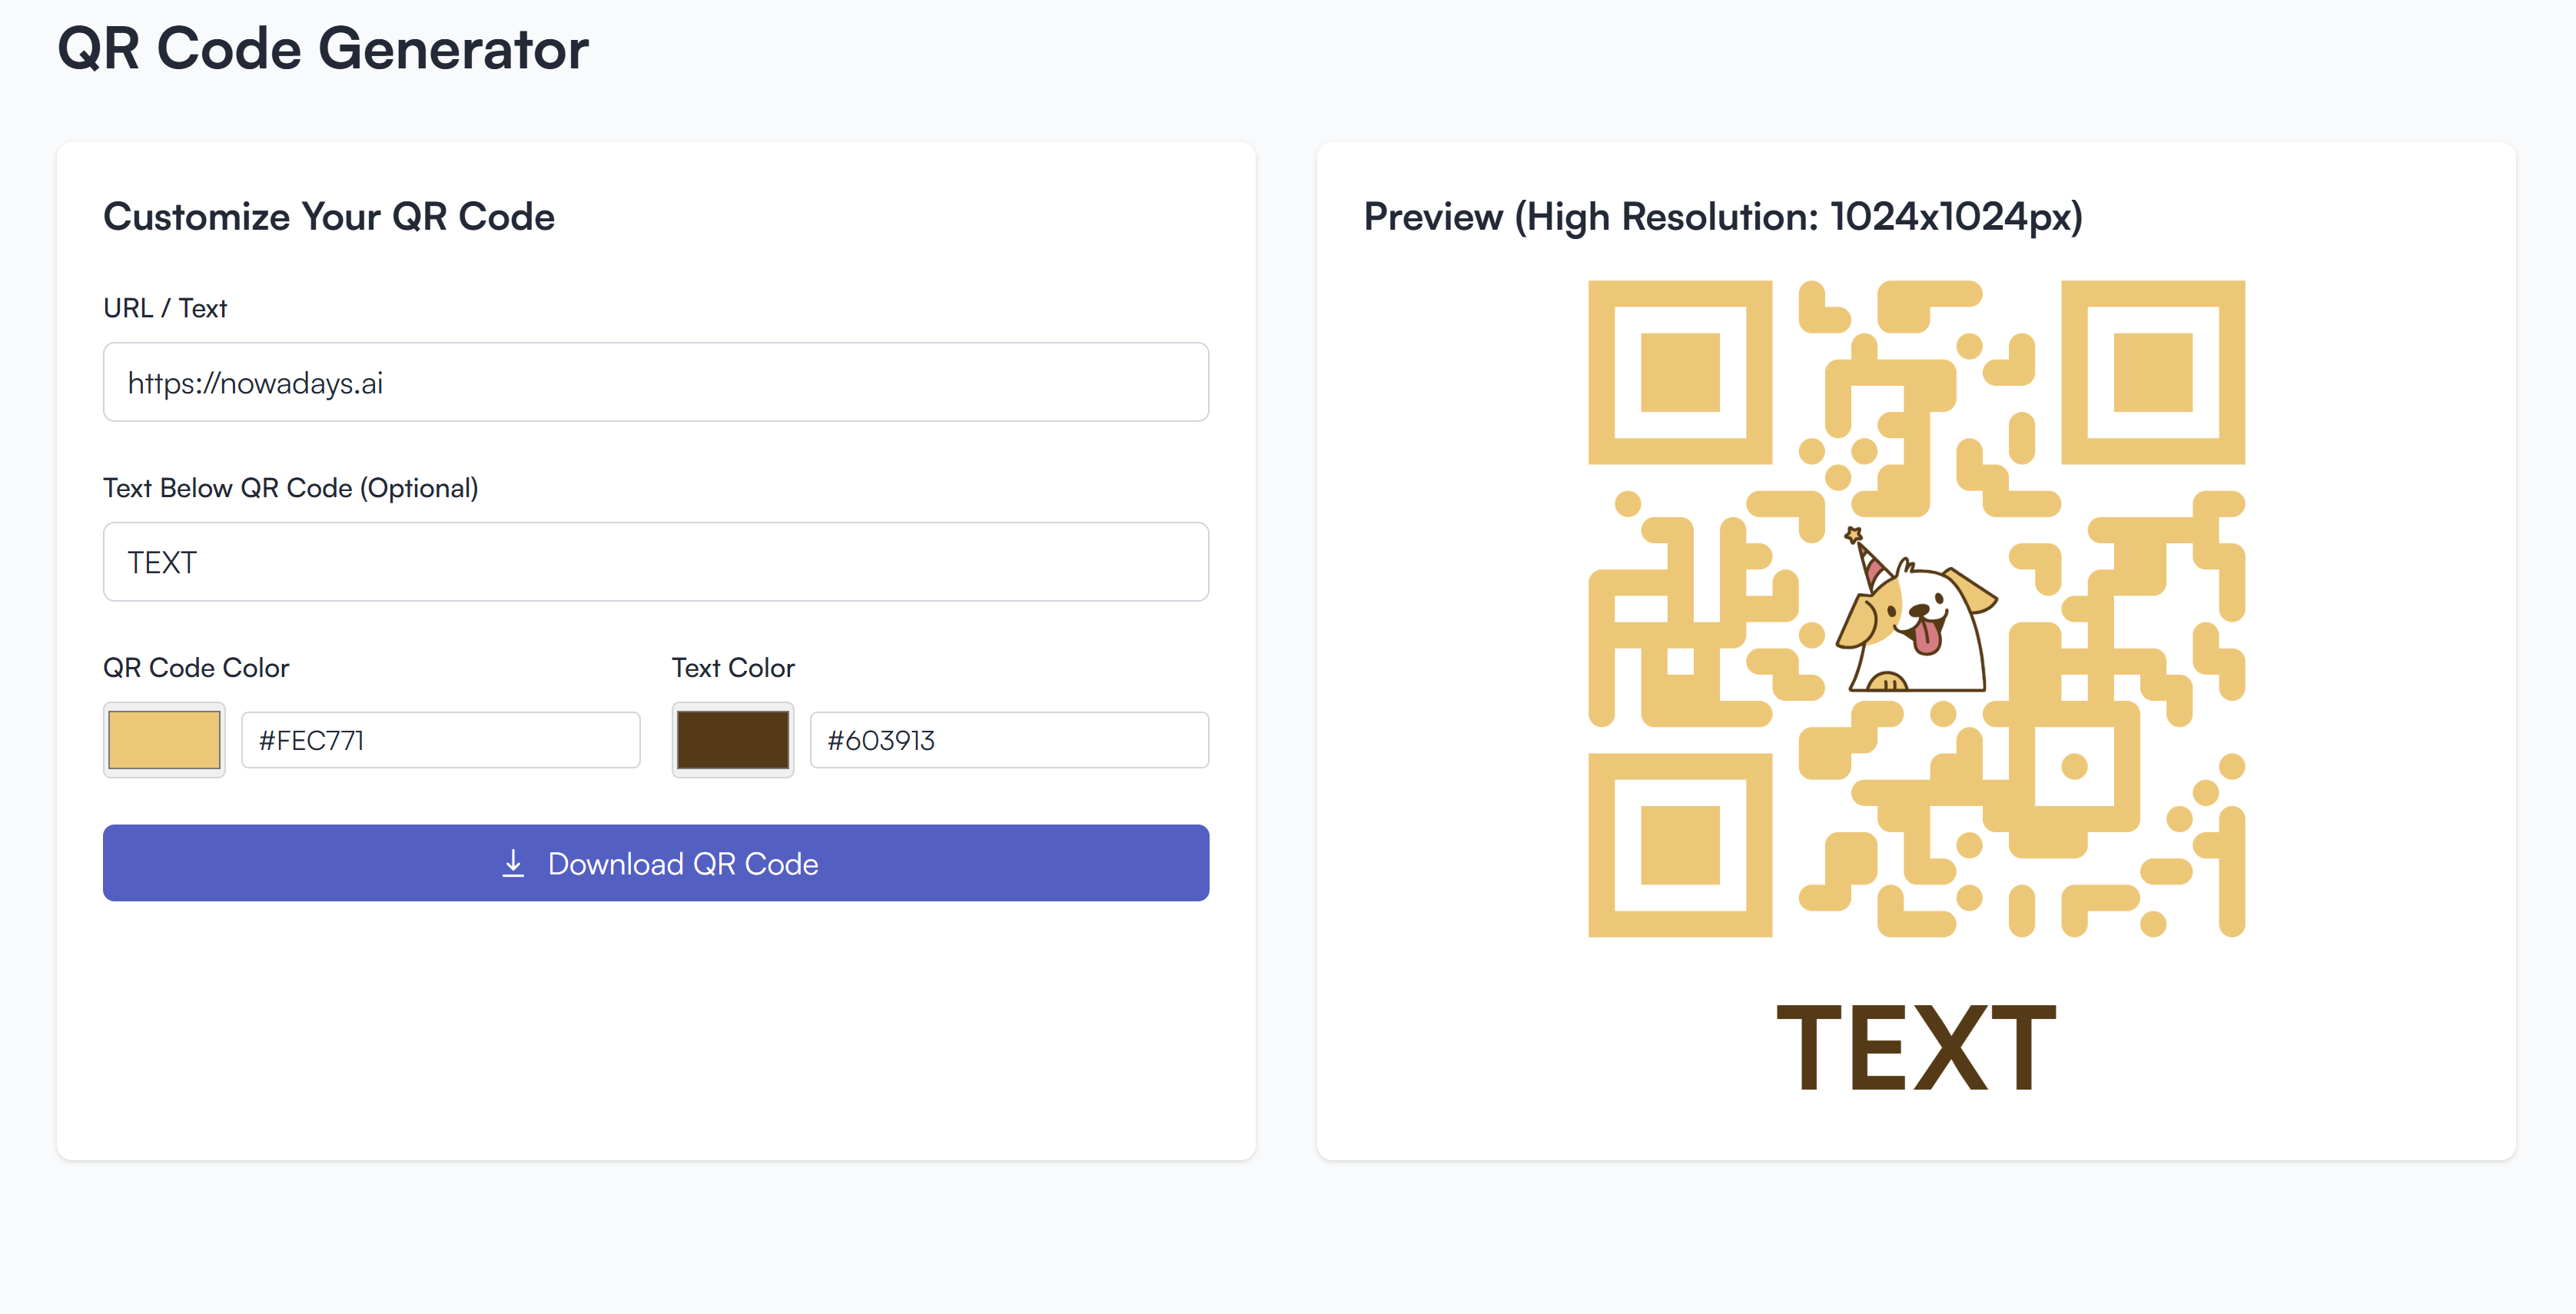 QR Code Generator
Customize Your QR Code
URL / Text
https://nowadays.ai
Text Below QR Code (Optional)
TEXT
QR Code Color
Text Color
#FEC771
#603913
Download QR Code
Preview (High Resolution: 1024x1024px)
TEXT